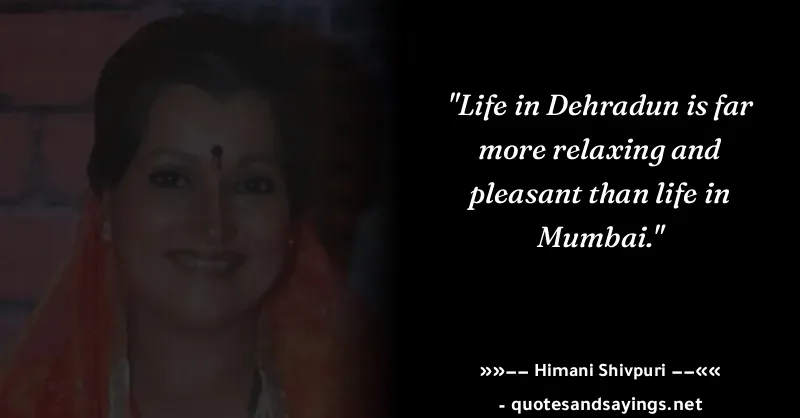 "Life in Dehradun is far
more relaxing and
pleasant than life in
Mumbai."
»»−− Himani Shivpuri −−««
- quotesandsayings.net